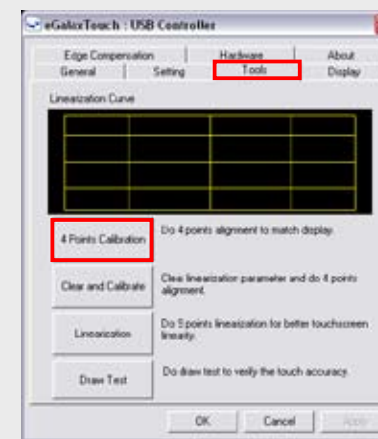 eGalaxTouch : USB Controller
Edge Compensation Hardware About
General Setting Tools Display
Linearization Curve
4 Points Calibration
Do 4 points alignment to match display.
Clear and Calibrate
Clear linearization parameter and do 4 points
alignment.
Linearization
Do 9 points linearization for better touchscreen
linearity.
Draw Test
Do draw test to verify the touch accuracy.
OK Cancel Apply